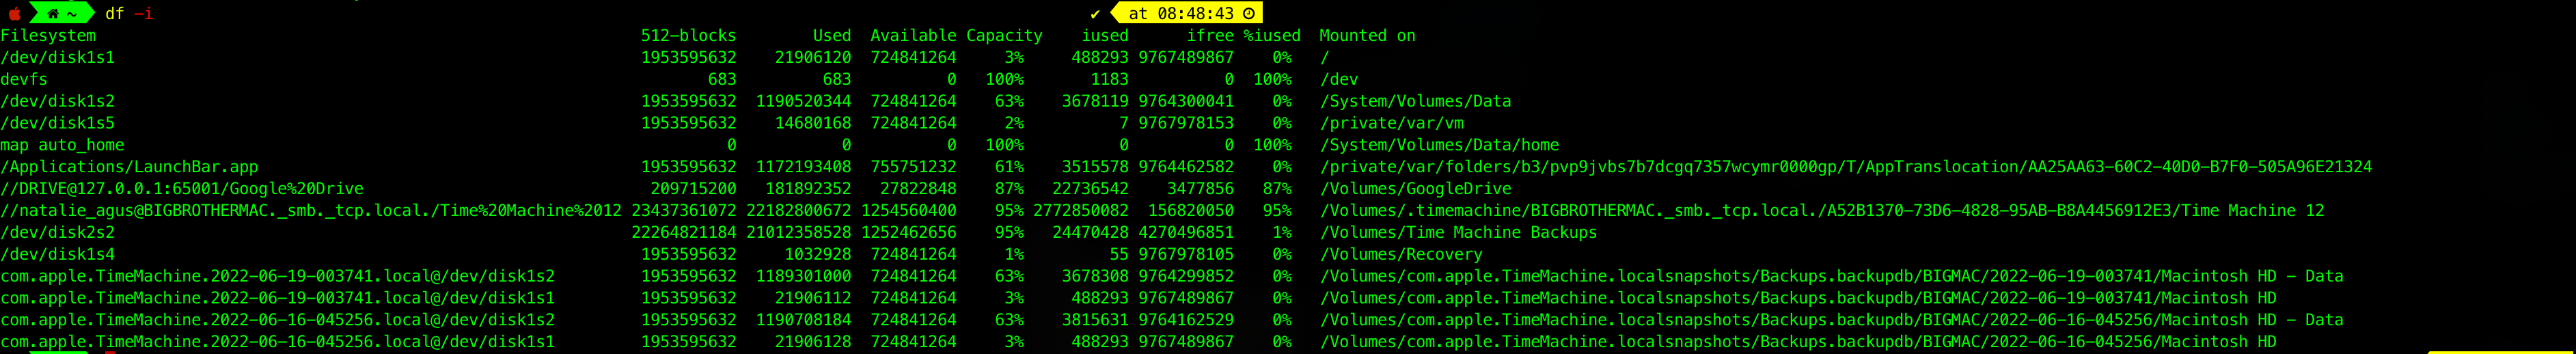 ~ df -i ✔ at 08:48:43
Filesystem 512-blocks Used Available Capacity iused ifree %iused Mounted on
/dev/disk1s1 1953595632 21906120 724841264 3% 488293 9767489867 0% /
devfs 683 683 0 100% 1183 0 100% /dev
/dev/disk1s2 1953595632 1190520344 724841264 63% 3678119 9764300041 0% /System/Volumes/Data
/dev/disk1s5 1953595632 14680168 724841264 2% 7 9767978153 0% /private/var/vm
map auto_home 0 0 0 100% 0 0 100% /System/Volumes/Data/home
/Applications/LaunchBar.app 1953595632 1172193408 755751232 61% 3515578 9764462582 0% /private/var/folders/b3/pvp9jvbs7b7dcgq7357wcymr0000gp/T/AppTranslocation/AA25AA63-60C2-40D0-B7F0-505A96E21324
//DRIVE@127.0.0.1:65001/Google%20Drive 209715200 181892352 27822848 87% 22736542 3477856 87% /Volumes/GoogleDrive
//natalie_agus@BIGBROTHERMAC._smb._tcp.local./Time%20Machine%2012 23437361072 22182800672 1254560400 95% 2772850082 156820050 95% /Volumes/.timemachine/BIGBROTHERMAC._smb._tcp.local./A52B1370-73D6-4828-95AB-B8A4456912E3/Time Machine 12
/dev/disk2s2 22264821184 21012358528 1252462656 95% 24470428 4270496851 1% /Volumes/Time Machine Backups
/dev/disk1s4 1953595632 1032928 724841264 1% 55 9767978105 0% /Volumes/Recovery
com.apple.TimeMachine.2022-06-19-003741.local@/dev/disk1s2 1953595632 1189301000 724841264 63% 3678308 9764299852 0% /Volumes/com.apple.TimeMachine.localsnapshots/Backups.backupdb/BIGMAC/2022-06-19-003741/Macintosh HD - Data
com.apple.TimeMachine.2022-06-19-003741.local@/dev/disk1s1 1953595632 21906112 724841264 3% 488293 9767489867 0% /Volumes/com.apple.TimeMachine.localsnapshots/Backups.backupdb/BIGMAC/2022-06-19-003741/Macintosh HD
com.apple.TimeMachine.2022-06-16-045256.local@/dev/disk1s2 1953595632 1190708184 724841264 63% 3815631 9764162529 0% /Volumes/com.apple.TimeMachine.localsnapshots/Backups.backupdb/BIGMAC/2022-06-16-045256/Macintosh HD - Data
com.apple.TimeMachine.2022-06-16-045256.local@/dev/disk1s1 1953595632 21906128 724841264 3% 488293 9767489867 0% /Volumes/com.apple.TimeMachine.localsnapshots/Backups.backupdb/BIGMAC/2022-06-16-045256/Macintosh HD